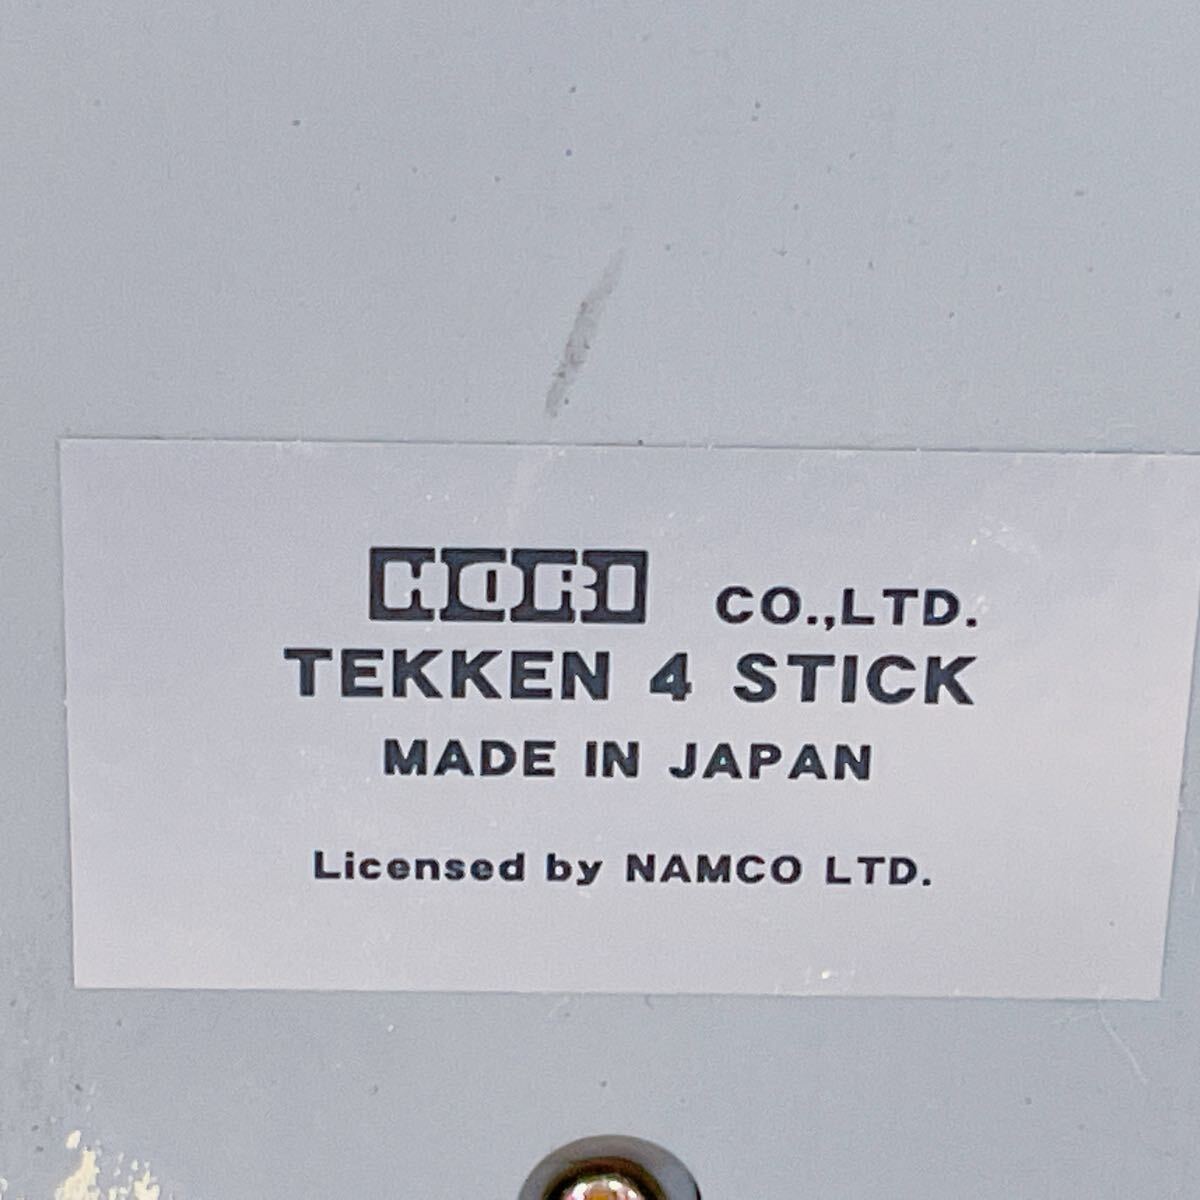 HORI CO.,LTD.
TEKKEN 4 STICK
MADE IN JAPAN
Licensed by NAMCO LTD.